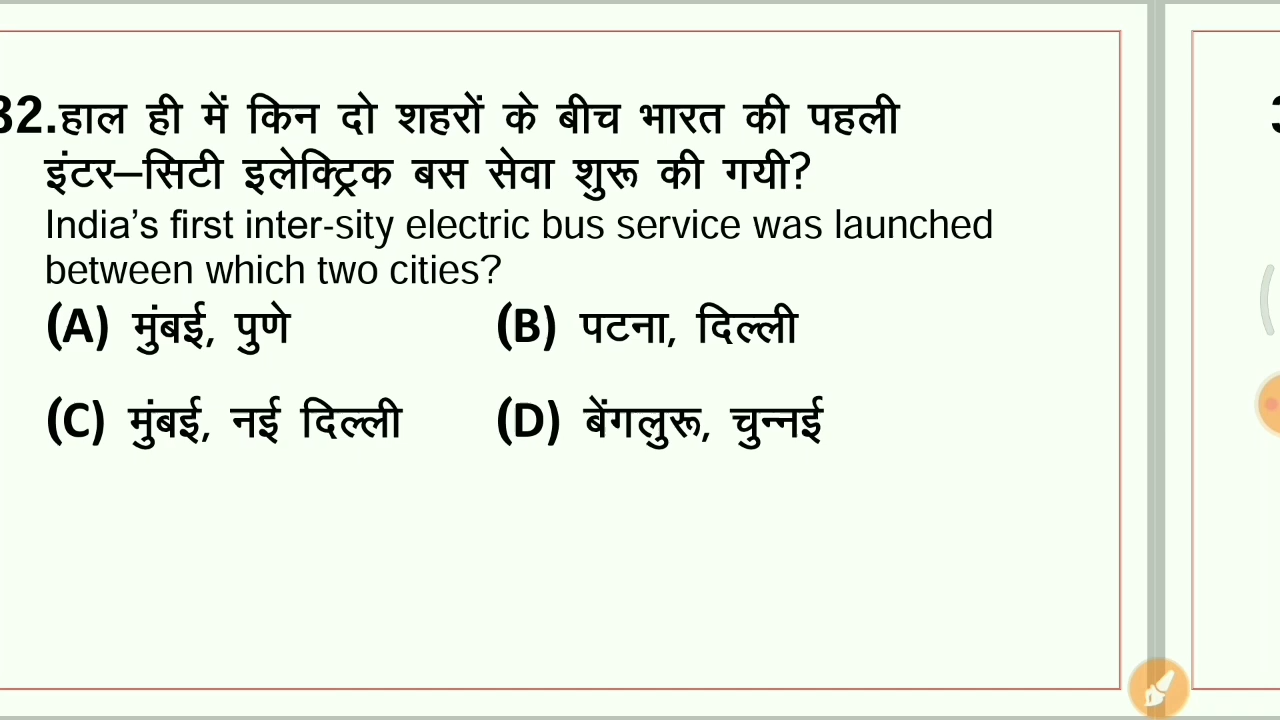 32.हाल ही में किन दो शहरों के बीच भारत की पहली
इंटर–सिटी इलेक्ट्रिक बस सेवा शुरू की गयी?
India's first inter-sity electric bus service was launched
between which two cities?
(A) मुंबई, पुणे (B) पटना, दिल्ली
(C) मुंबई, नई दिल्ली (D) बेंगलुरू, चुन्नई